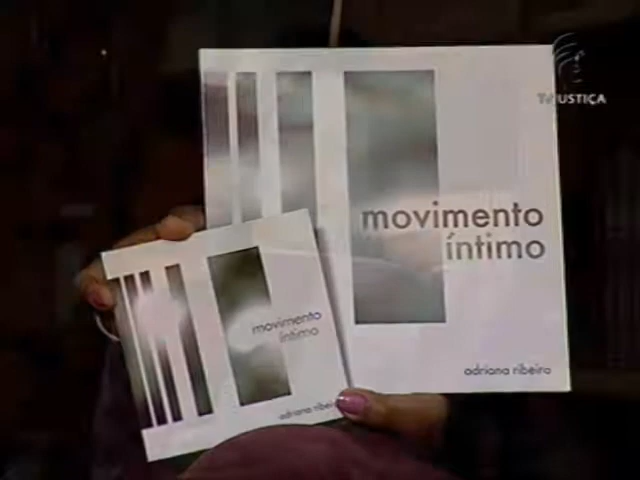 TV JUSTIÇA
movimento
íntimo
adriana ribeiro
movimento
íntimo
adriana ribeiro